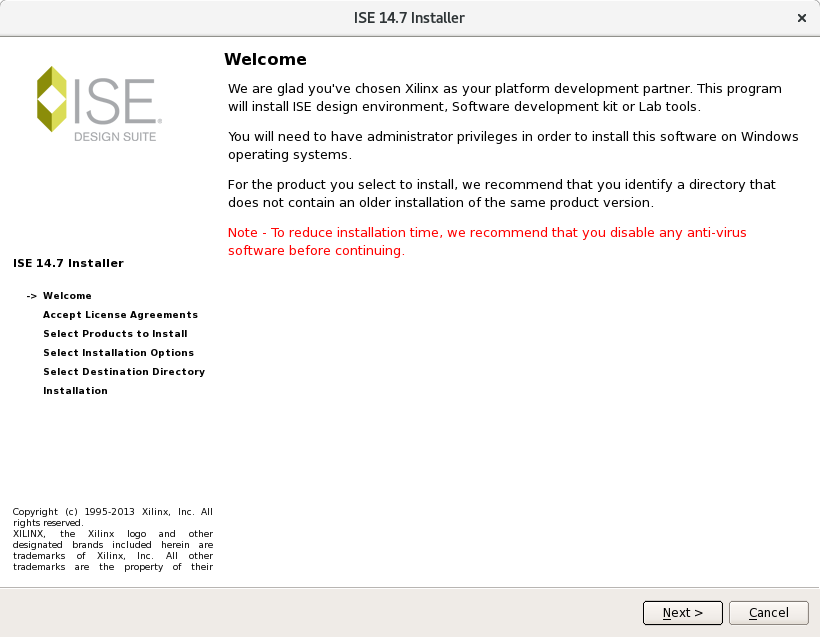 ISE 14.7 Installer
ISE
DESIGN SUITE
ISE 14.7 Installer
-> Welcome
Accept License Agreements
Select Products to Install
Select Installation Options
Select Destination Directory
Installation
Copyright (c) 1995-2013 Xilinx, Inc. All
rights reserved.
XILINX, the Xilinx logo and other
designated brands included herein are
trademarks of Xilinx, Inc. All other
trademarks are the property of their
Welcome
We are glad you've chosen Xilinx as your platform development partner. This program
will install ISE design environment, Software development kit or Lab tools.
You will need to have administrator privileges in order to install this software on Windows
operating systems.
For the product you select to install, we recommend that you identify a directory that
does not contain an older installation of the same product version.
Note - To reduce installation time, we recommend that you disable any anti-virus
software before continuing.
Next >
Cancel